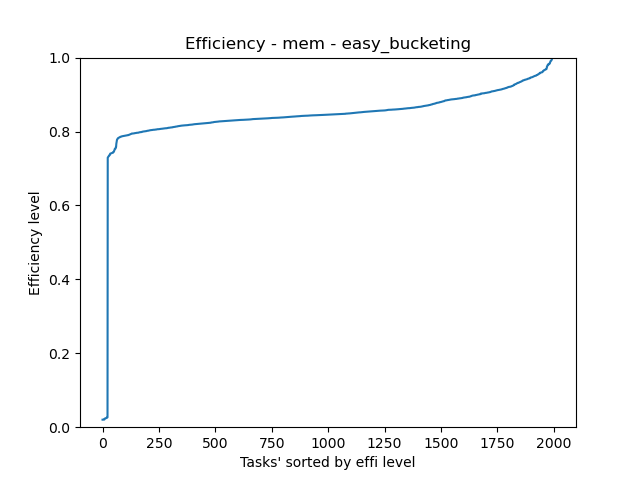 Efficiency - mem - easy_bucketing
1.0
0.8
0.6
0.4
0.2
0.0
Efficiency level
0 250 500 750 1000 1250 1500 1750 2000
Tasks' sorted by effi level